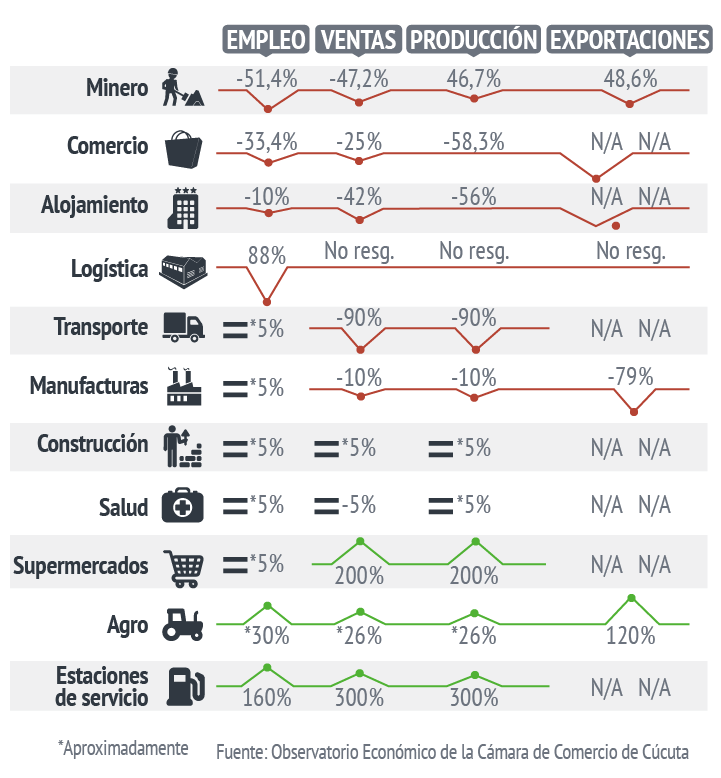 EMPLEO VENTAS PRODUCCIÓN EXPORTACIONES
Minero -51,4% -47,2% 46,7% 48,6%
Comercio -33,4% -25% -58,3% N/A N/A
Alojamiento -10% -42% -56% N/A N/A
Logística 88% No resg. No resg. No resg.
Transporte *5% -90% -90% N/A N/A
Manufacturas *5% -10% -10% -79%
Construcción *5% *5% *5% N/A N/A
Salud *5% -5% *5% N/A N/A
Supermercados *5% 200% 200% N/A N/A
Agro *30% *26% *26% 120%
Estaciones
de servicio 160% 300% 300% N/A N/A
*Aproximadamente Fuente: Observatorio Económico de la Cámara de Comercio de Cúcuta